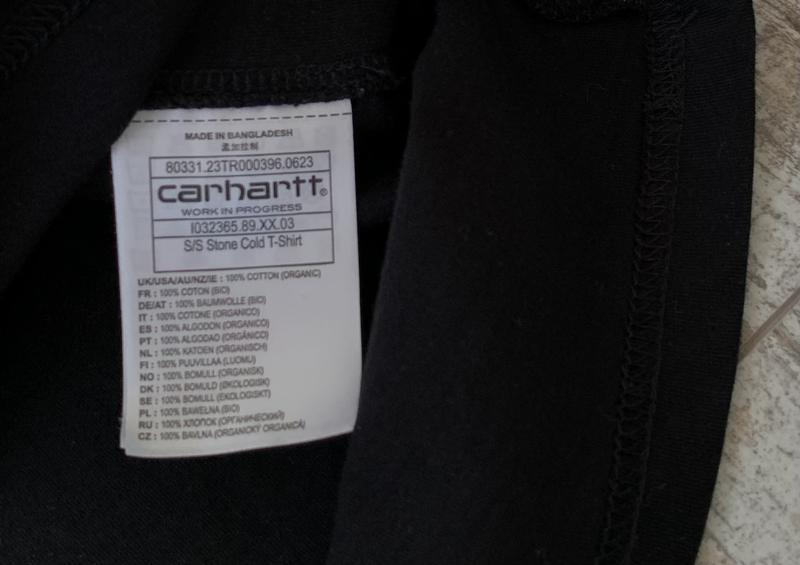 MADE IN BANGLADESH
孟加拉制
80331.23TR000396.0623
carhartt®
WORK IN PROGRESS
I032365.89.XX.03
S/S Stone Cold T-Shirt
UK/USA/AU/NZ/IE : 100% COTTON (ORGANIC)
FR : 100% COTON (BIO)
DE/AT : 100% BAUMWOLLE (BIO)
IT : 100% COTONE (ORGANICO)
ES : 100% ALGODON (ORGANICO)
PT : 100% ALGODAO (ORGÂNICO)
NL : 100% KATOEN (ORGANISCH)
FI : 100% PUUVILLAA (LUOMU)
NO : 100% BOMULL (ORGANISK)
DK : 100% BOMULD (ØKOLOGISK)
SE : 100% BOMULL (EKOLOGISKT)
PL : 100% BAWEŁNA (BIO)
RU : 100% ХЛОПОК (ОРГАНИЧЕСКИЙ)
CZ : 100% BAVLNA (ORGANICKÝ ORGANICÁ)